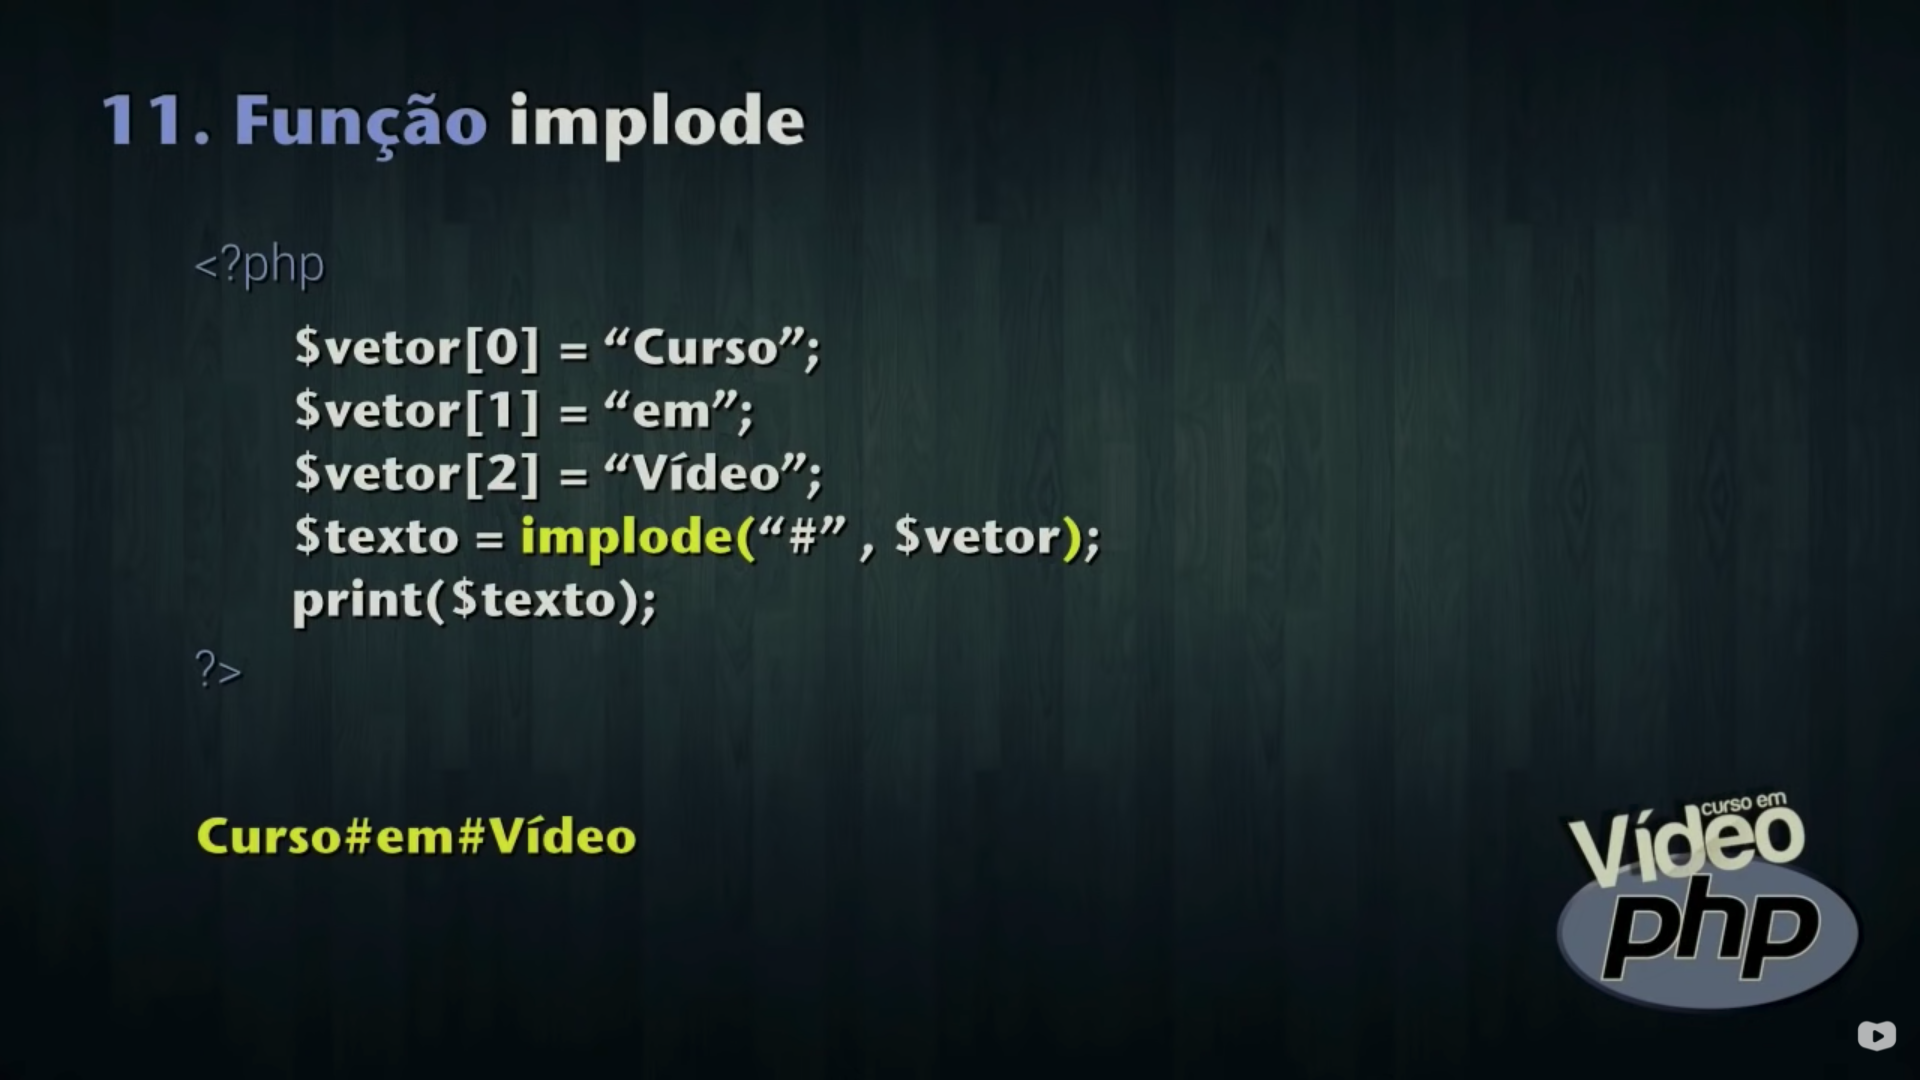 11. Função implode
<?php
$vetor[0] = “Curso”;
$vetor[1] = “em”;
$vetor[2] = “Vídeo”;
$texto = implode(“#” , $vetor);
print($texto);
?>
Curso#em#Vídeo
curso em
Vídeo
php